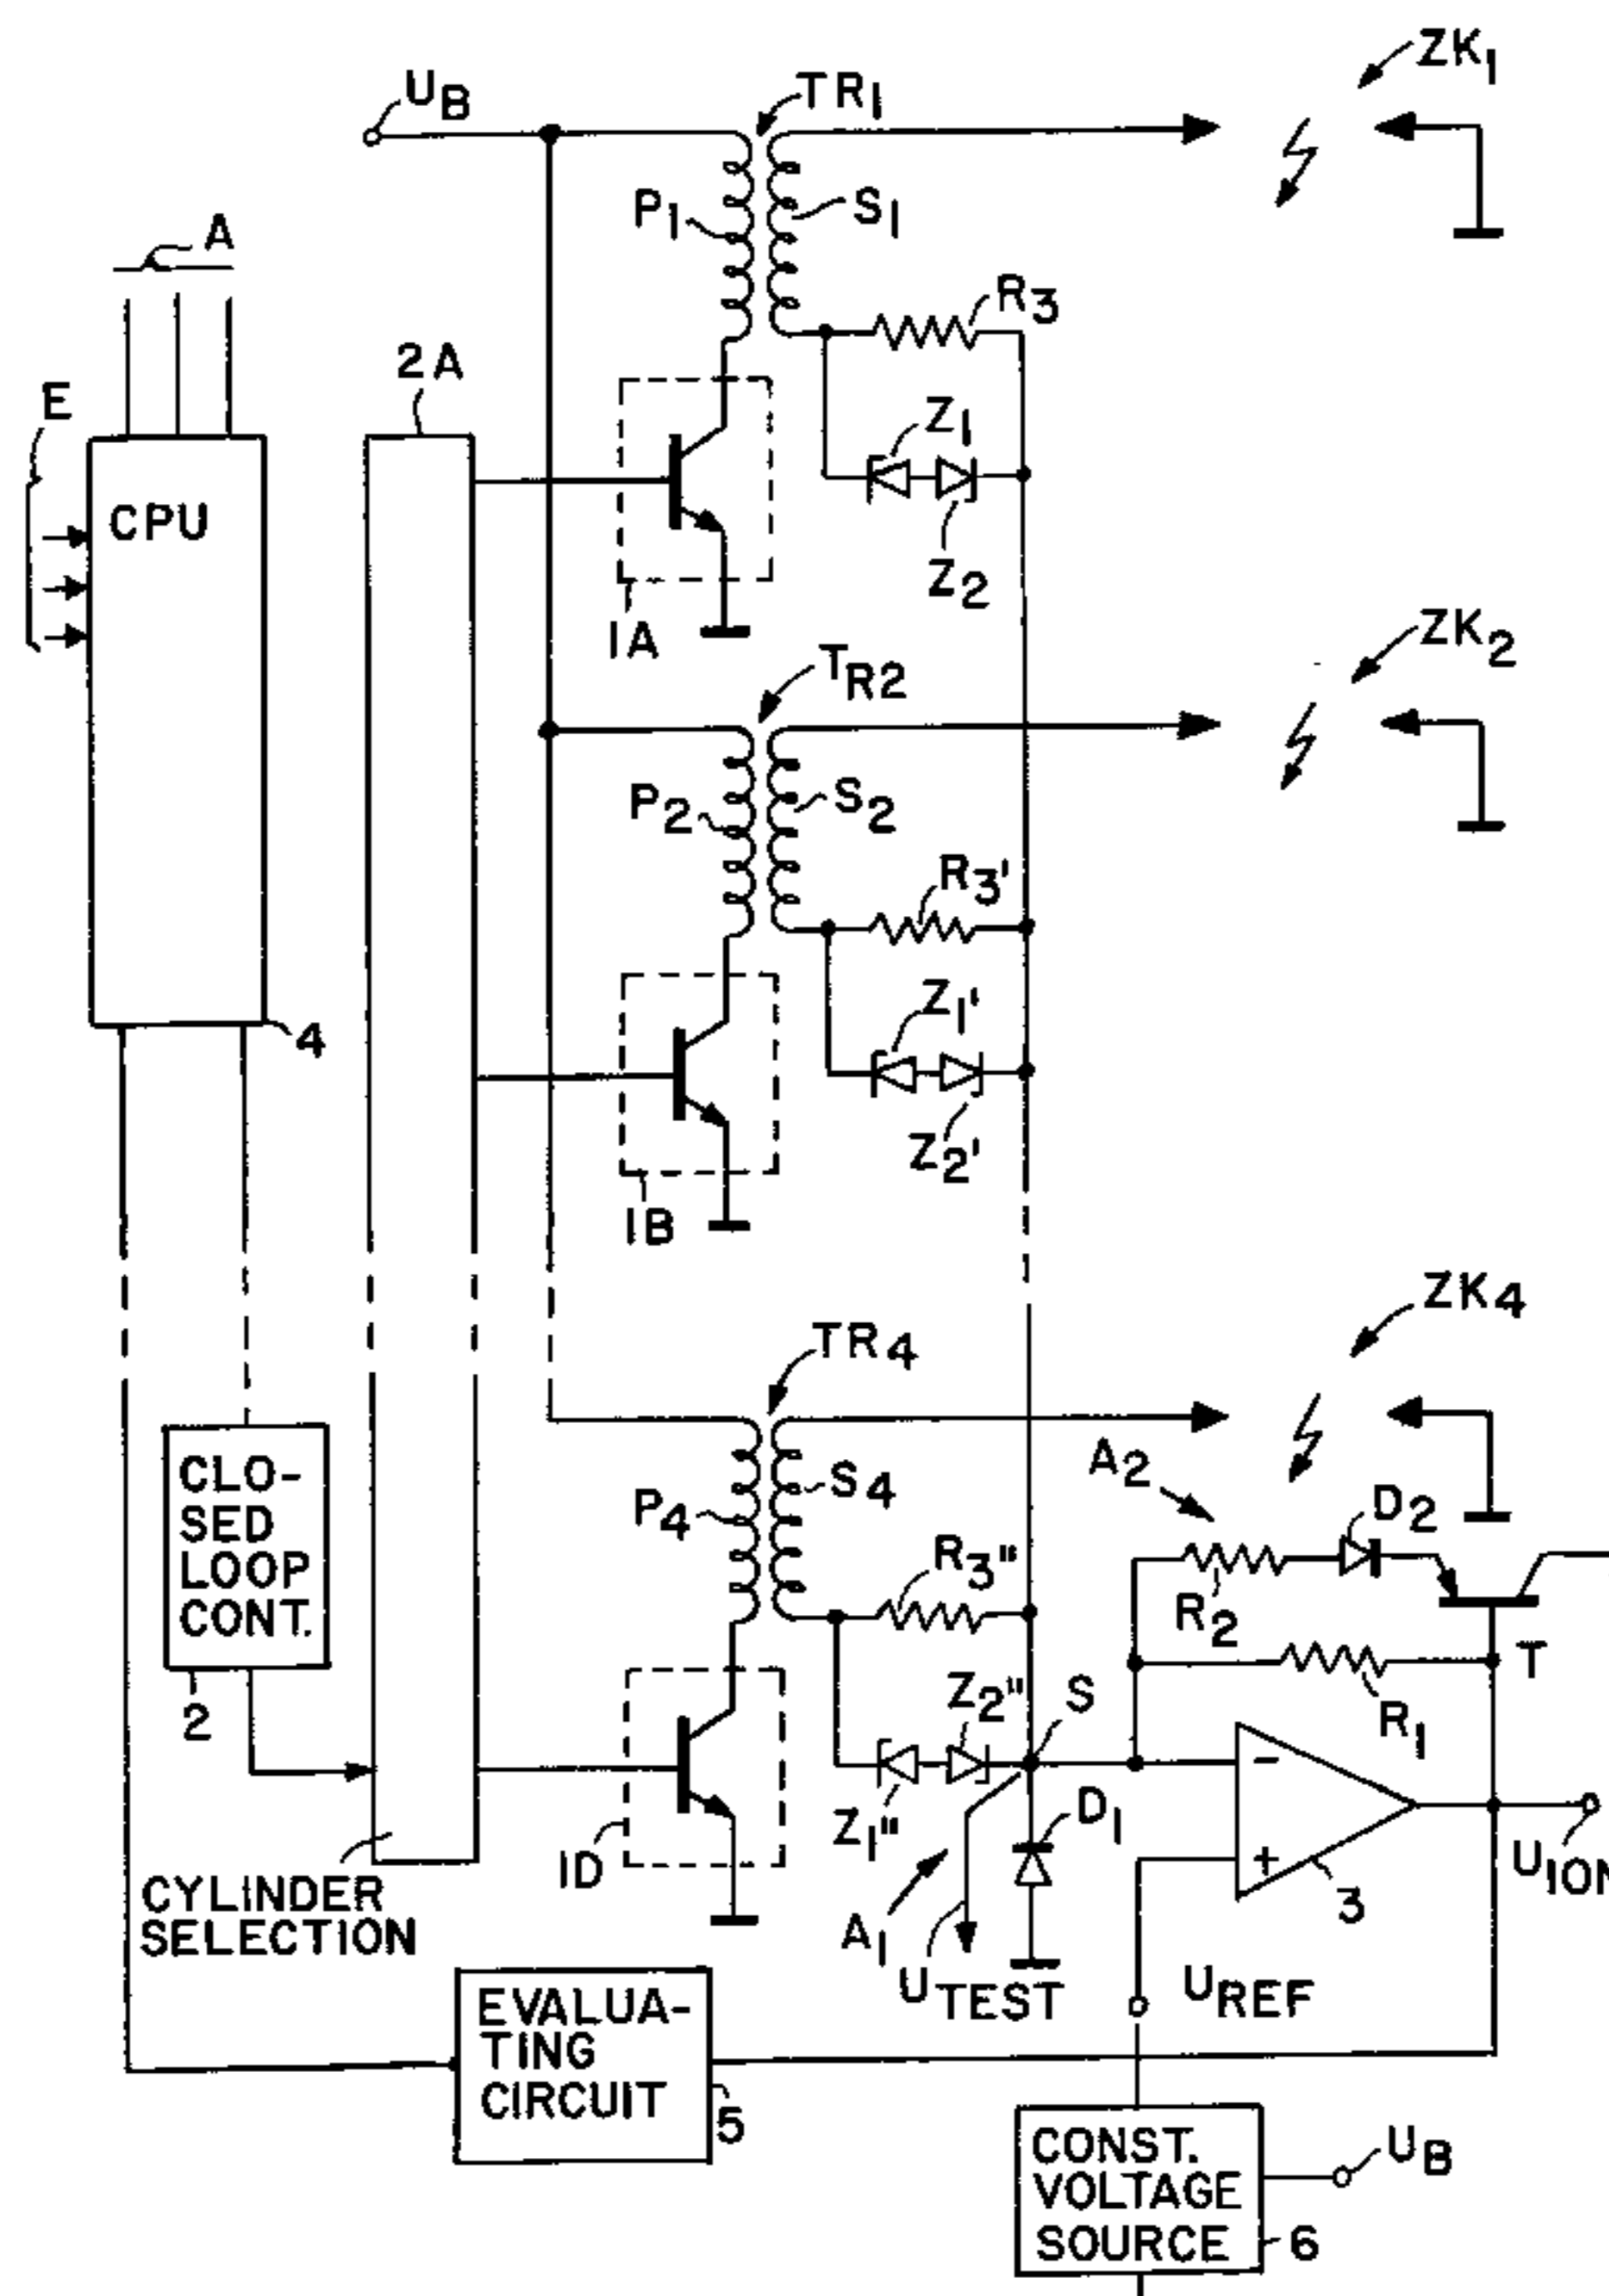 ZK1
UB
TR1
P1
S1
A
R3
2A
E
Z1
CPU
Z2
1A
ZK2
TR2
P2
S2
R3'
Z1'
4
Z2'
1B
ZK4
TR4
A2
D2
CLO-
SED
LOOP
CONT.
P4
S4
R3"
R2
T
2
Z2"
S
R1
Z1"
D1
1D
3
UION
CYLINDER
SELECTION
A1
UTEST
UREF
EVALUA-
TING
CIRCUIT
5
CONST.
VOLTAGE
SOURCE
UB
6